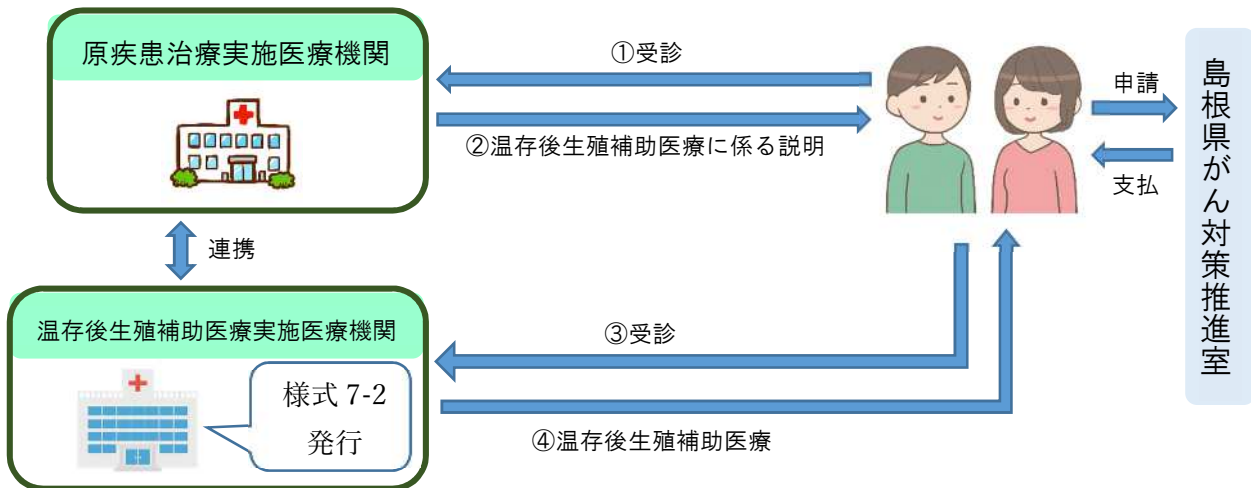 原疾患治療実施医療機関
①受診
②温存後生殖補助医療に係る説明
申請
支払
島根県がん対策推進室
連携
温存後生殖補助医療実施医療機関
様式 7-2
発行
③受診
④温存後生殖補助医療